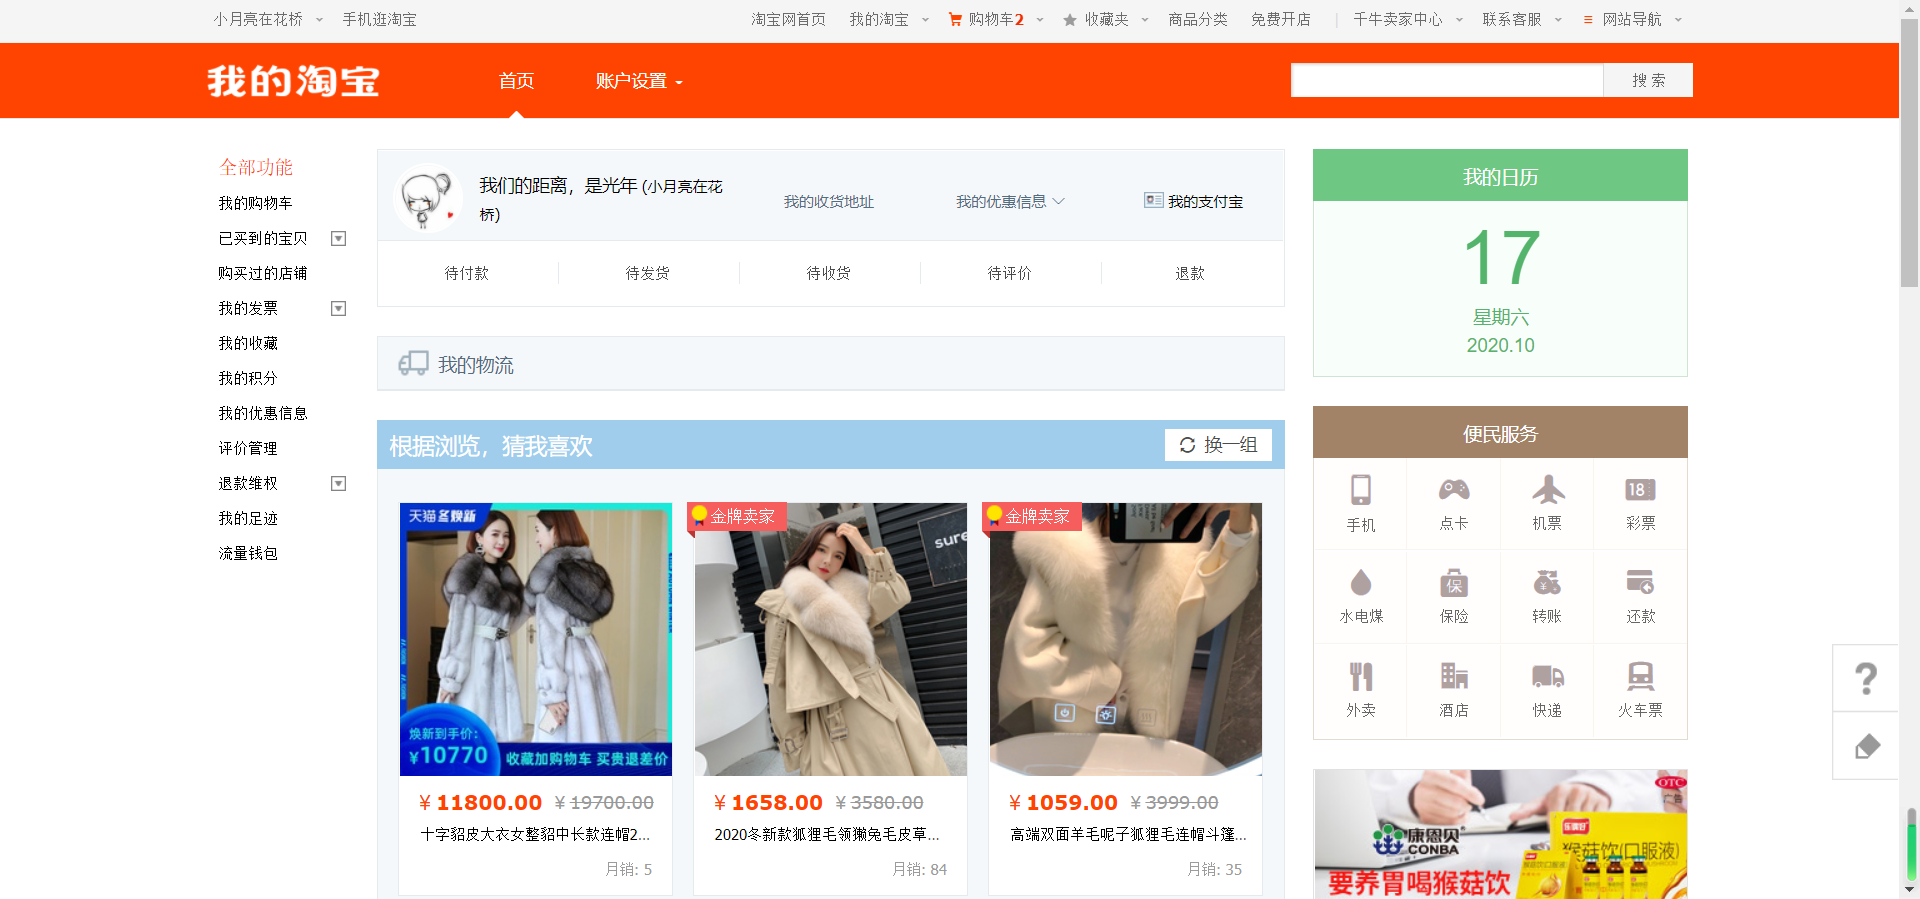 小月亮在花桥 手机逛淘宝 淘宝网首页 我的淘宝 购物车2 收藏夹 商品分类 免费开店 千牛卖家中心 联系客服 网站导航
我的淘宝 首页 账户设置 搜 索
全部功能
我的购物车
已买到的宝贝
购买过的店铺
我的发票
我的收藏
我的积分
我的优惠信息
评价管理
退款维权
我的足迹
流量钱包
我们的距离，是光年 (小月亮在花
桥)
我的收货地址 我的优惠信息 我的支付宝
待付款 待发货 待收货 待评价 退款
我的物流
根据浏览，猜我喜欢 换一组
天猫 冬焕新
焕新到手价：
¥10770 收藏加购物车 买贵退差价
¥ 11800.00 ¥ 19700.00
十字貂皮大衣女整貂中长款连帽2...
月销: 5
金牌卖家
sure
¥ 1658.00 ¥ 3580.00
2020冬新款狐狸毛领獭兔毛皮草...
月销: 84
金牌卖家
¥ 1059.00 ¥ 3999.00
高端双面羊毛呢子狐狸毛连帽斗篷...
月销: 35
我的日历
17
星期六
2020.10
便民服务
手机 点卡 机票 18 彩票
水电煤 保 保险 ¥ 转账 还款
外卖 酒店 快递 火车票
OTC
广告
康恩贝
CONBA
猴菇饮(口服液)
要养胃喝猴菇饮
?